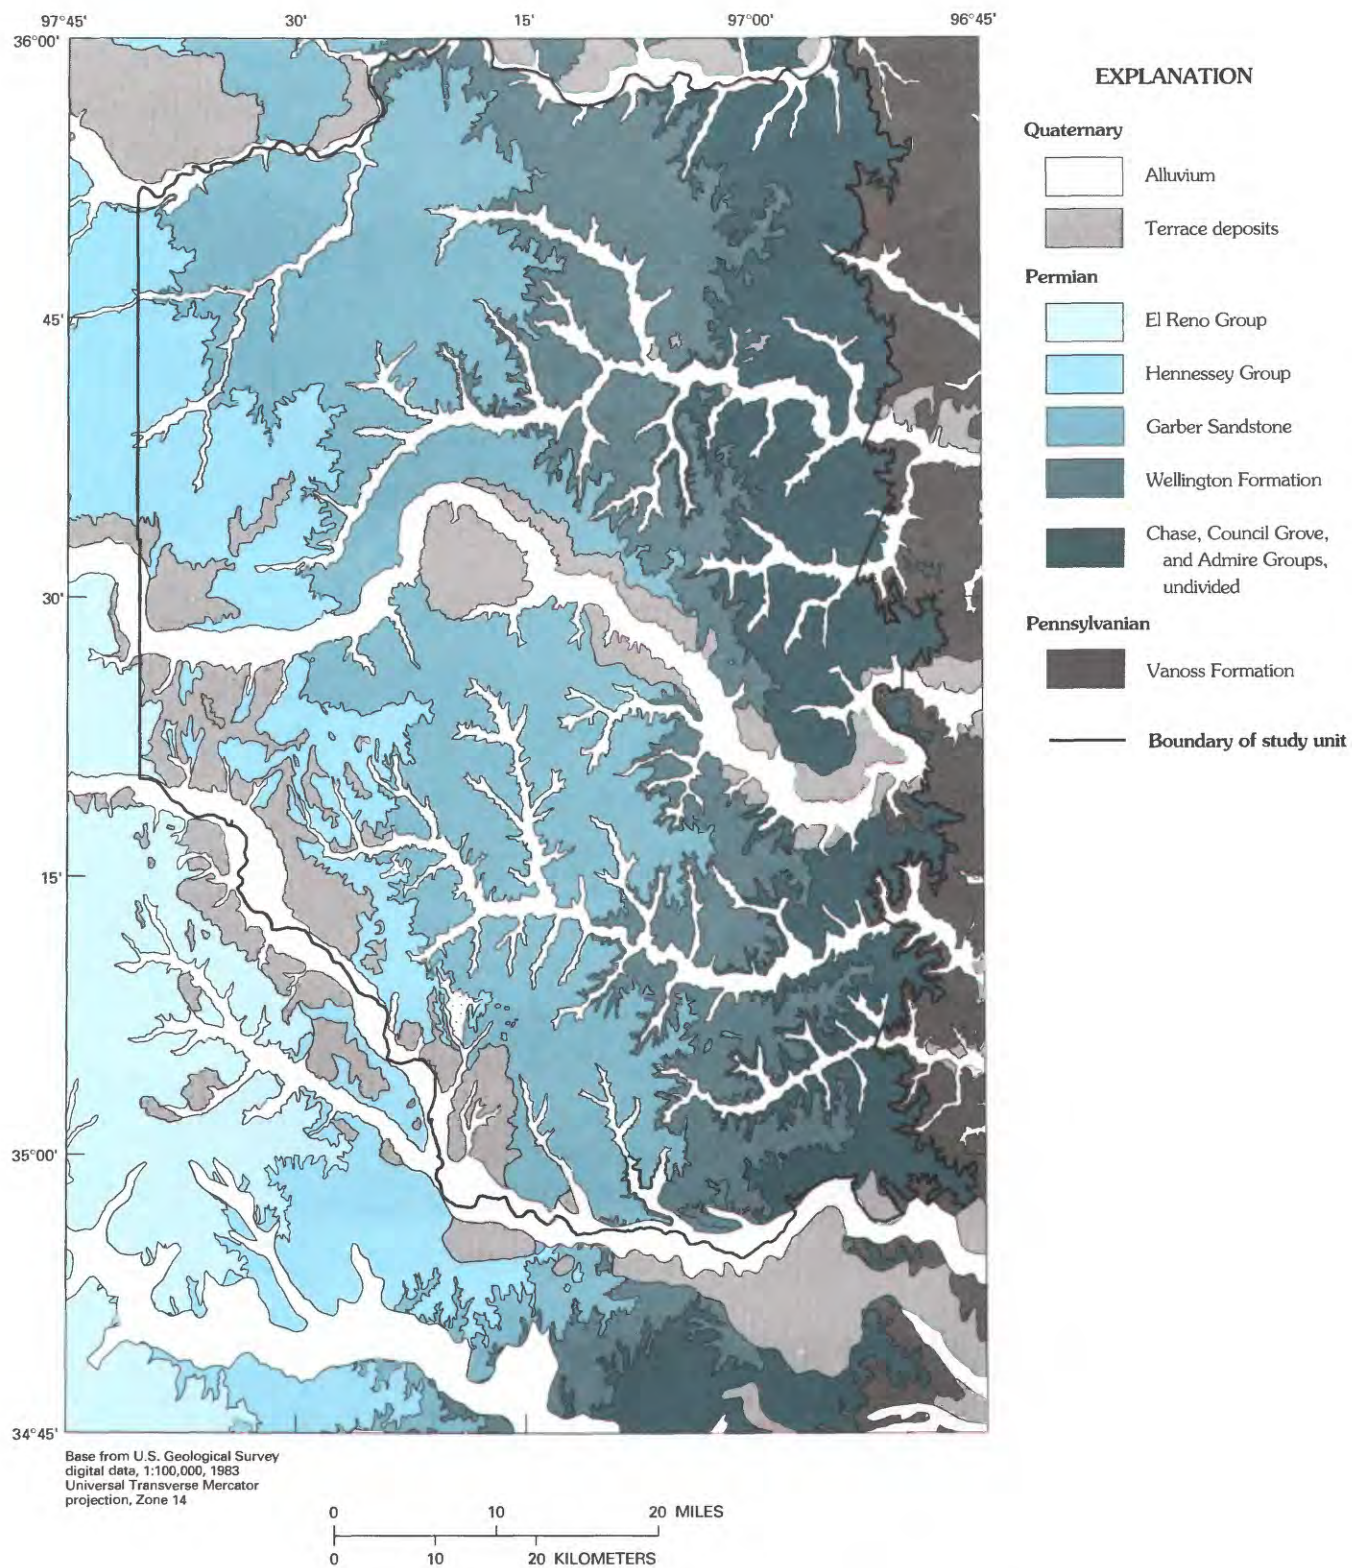 97°45' 30' 15' 97°00' 96°45'
36°00'
45'
30'
15'
35°00'
34°45'
EXPLANATION
Quaternary
Alluvium
Terrace deposits
Permian
El Reno Group
Hennessey Group
Garber Sandstone
Wellington Formation
Chase, Council Grove,
and Admire Groups,
undivided
Pennsylvanian
Vanoss Formation
Boundary of study unit
Base from U.S. Geological Survey
digital data, 1:100,000, 1983
Universal Transverse Mercator
projection, Zone 14
0 10 20 MILES
0 10 20 KILOMETERS